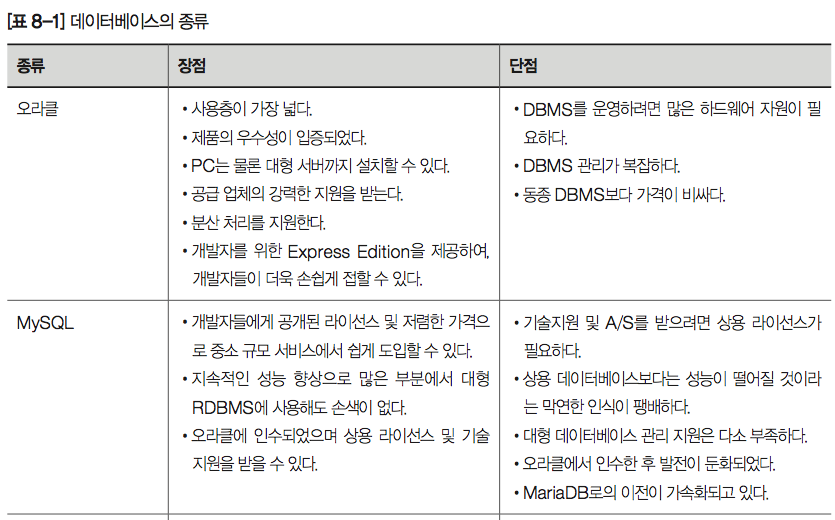 [표 8-1] 데이터베이스의 종류
종류 장점 단점
오라클
• 사용층이 가장 넓다.
• 제품의 우수성이 입증되었다.
• PC는 물론 대형 서버까지 설치할 수 있다.
• 공급 업체의 강력한 지원을 받는다.
• 분산 처리를 지원한다.
• 개발자를 위한 Express Edition을 제공하여,
개발자들이 더욱 손쉽게 접할 수 있다.
• DBMS를 운영하려면 많은 하드웨어 자원이 필
요하다.
• DBMS 관리가 복잡하다.
• 동종 DBMS보다 가격이 비싸다.
MySQL
• 개발자들에게 공개된 라이선스 및 저렴한 가격으
로 중소 규모 서비스에서 쉽게 도입할 수 있다.
• 지속적인 성능 향상으로 많은 부분에서 대형
RDBMS에 사용해도 손색이 없다.
• 오라클에 인수되었으며 상용 라이선스 및 기술
지원을 받을 수 있다.
• 기술지원 및 A/S를 받으려면 상용 라이선스가
필요하다.
• 상용 데이터베이스보다는 성능이 떨어질 것이라
는 막연한 인식이 팽배하다.
• 대형 데이터베이스 관리 지원은 다소 부족하다.
• 오라클에서 인수한 후 발전이 둔화되었다.
• MariaDB로의 이전이 가속화되고 있다.